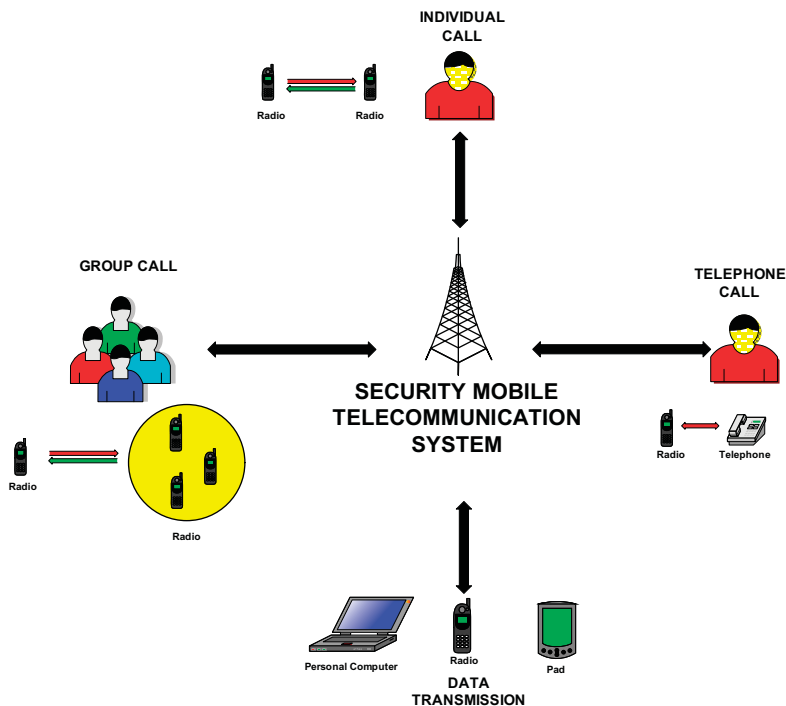 INDIVIDUAL
CALL
Radio
Radio
GROUP CALL
TELEPHONE
CALL
SECURITY MOBILE
TELECOMMUNICATION
SYSTEM
Radio
Telephone
Radio
Radio
Personal Computer
Radio
Pad
DATA
TRANSMISSION